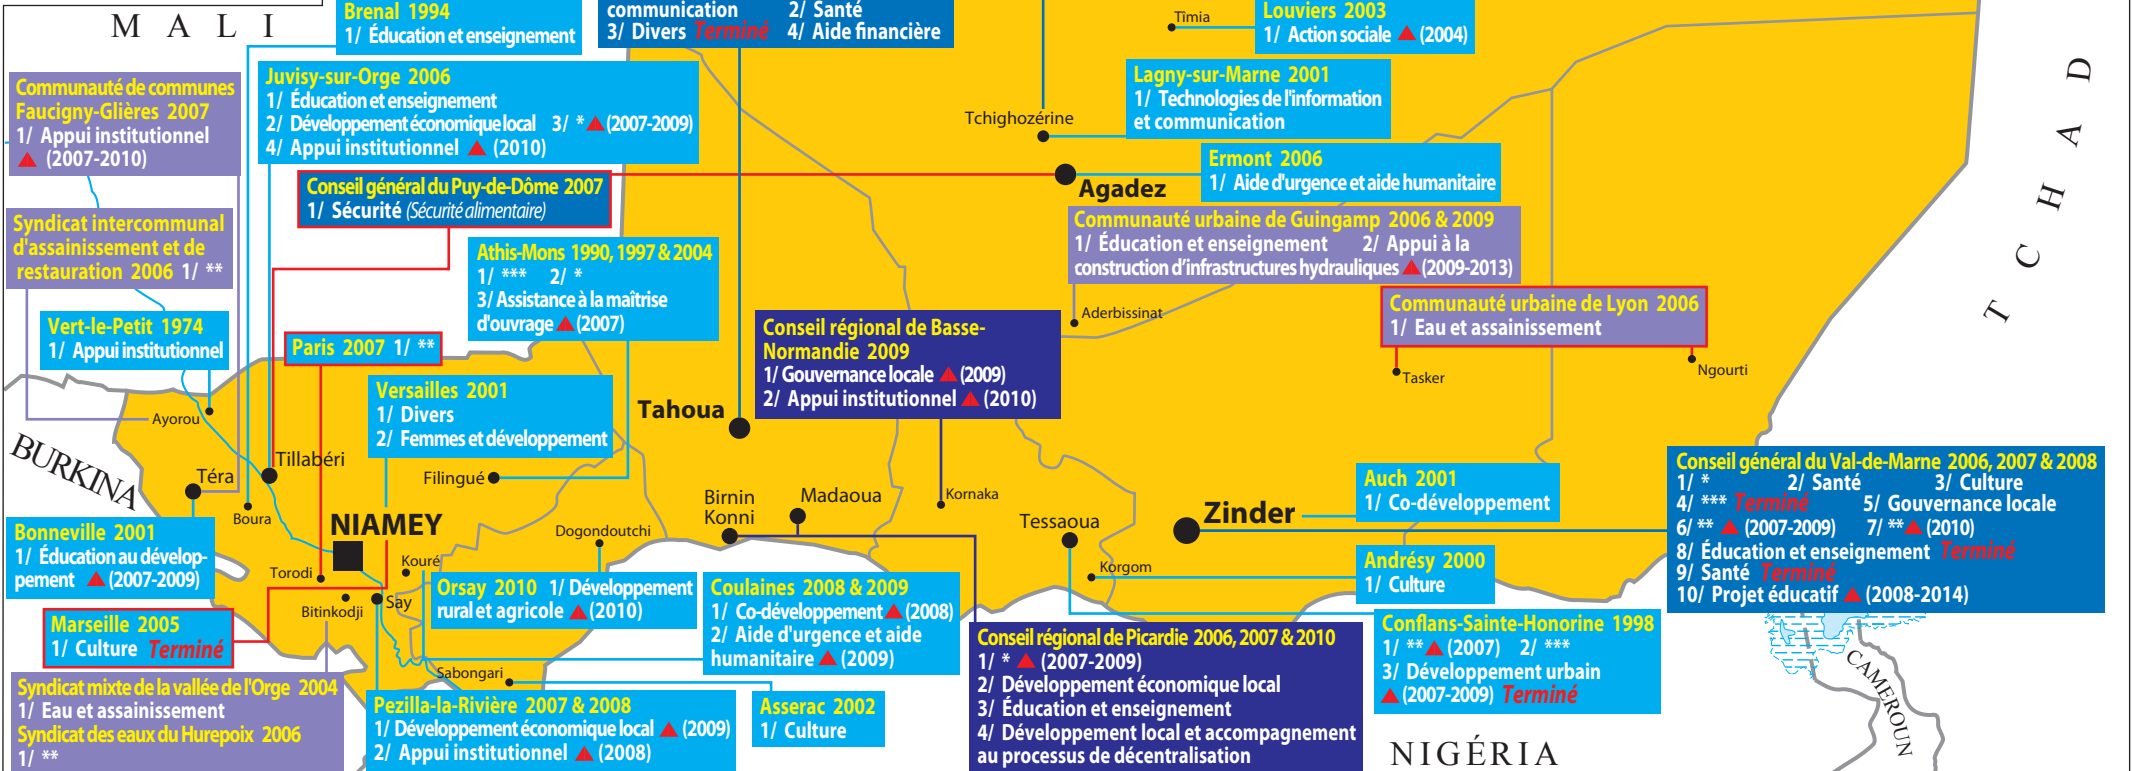 M A L I
Brenal 1994
1/ Éducation et enseignement
communication 2/ Santé
3/ Divers Terminé 4/ Aide financière
Timia
Louviers 2003
1/ Action sociale ▲ (2004)
T C H A D
Communauté de communes
Faucigny-Glières 2007
1/ Appui institutionnel
▲ (2007-2010)
Juvisy-sur-Orge 2006
1/ Éducation et enseignement
2/ Développement économique local 3/ * ▲ (2007-2009)
4/ Appui institutionnel ▲ (2010)
Tchighozérine
Lagny-sur-Marne 2001
1/ Technologies de l'information
et communication
Ermont 2006
1/ Aide d'urgence et aide humanitaire
Conseil général du Puy-de-Dôme 2007
1/ Sécurité (Sécurité alimentaire)
Agadez
Syndicat intercommunal
d'assainissement et de
restauration 2006 1/ **
Athis-Mons 1990, 1997 & 2004
1/ *** 2/ *
3/ Assistance à la maîtrise
d'ouvrage ▲ (2007)
Communauté urbaine de Guingamp 2006 & 2009
1/ Éducation et enseignement 2/ Appui à la
construction d'infrastructures hydrauliques ▲ (2009-2013)
Aderbissinat
Communauté urbaine de Lyon 2006
1/ Eau et assainissement
Tasker
Ngourti
Vert-le-Petit 1974
1/ Appui institutionnel
Paris 2007 1/ **
Conseil régional de Basse-
Normandie 2009
1/ Gouvernance locale ▲ (2009)
2/ Appui institutionnel ▲ (2010)
Versailles 2001
1/ Divers
2/ Femmes et développement
Tahoua
Ayorou
BURKINA
Téra
Tillabéri
Filingué
Boura
NIAMEY
Birnin
Konni
Madaoua
Kornaka
Tessaoua
Zinder
Auch 2001
1/ Co-développement
Conseil général du Val-de-Marne 2006, 2007 & 2008
1/ * 2/ Santé 3/ Culture
4/ *** Terminé 5/ Gouvernance locale
6/ ** ▲ (2007-2009) 7/ ** ▲ (2010)
8/ Éducation et enseignement Terminé
9/ Santé Terminé
10/ Projet éducatif ▲ (2008-2014)
Bonneville 2001
1/ Éducation au dévelop-
pement ▲ (2007-2009)
Dogondoutchi
Kouré
Torodi
Bitinkodji
Say
Korgom
Andrésy 2000
1/ Culture
Orsay 2010 1/ Développement
rural et agricole ▲ (2010)
Coulaines 2008 & 2009
1/ Co-développement ▲ (2008)
2/ Aide d'urgence et aide
humanitaire ▲ (2009)
Marseille 2005
1/ Culture Terminé
Conseil régional de Picardie 2006, 2007 & 2010
1/ * ▲ (2007-2009)
2/ Développement économique local
3/ Éducation et enseignement
4/ Développement local et accompagnement
au processus de décentralisation
Conflans-Sainte-Honorine 1998
1/ ** ▲ (2007) 2/ ***
3/ Développement urbain
▲ (2007-2009) Terminé
Sabongari
Syndicat mixte de la vallée de l'Orge 2004
1/ Eau et assainissement
Syndicat des eaux du Hurepoix 2006
1/ **
Pezilla-la-Rivière 2007 & 2008
1/ Développement économique local ▲ (2009)
2/ Appui institutionnel ▲ (2008)
Asserac 2002
1/ Culture
NIGÉRIA
CAMEROUN